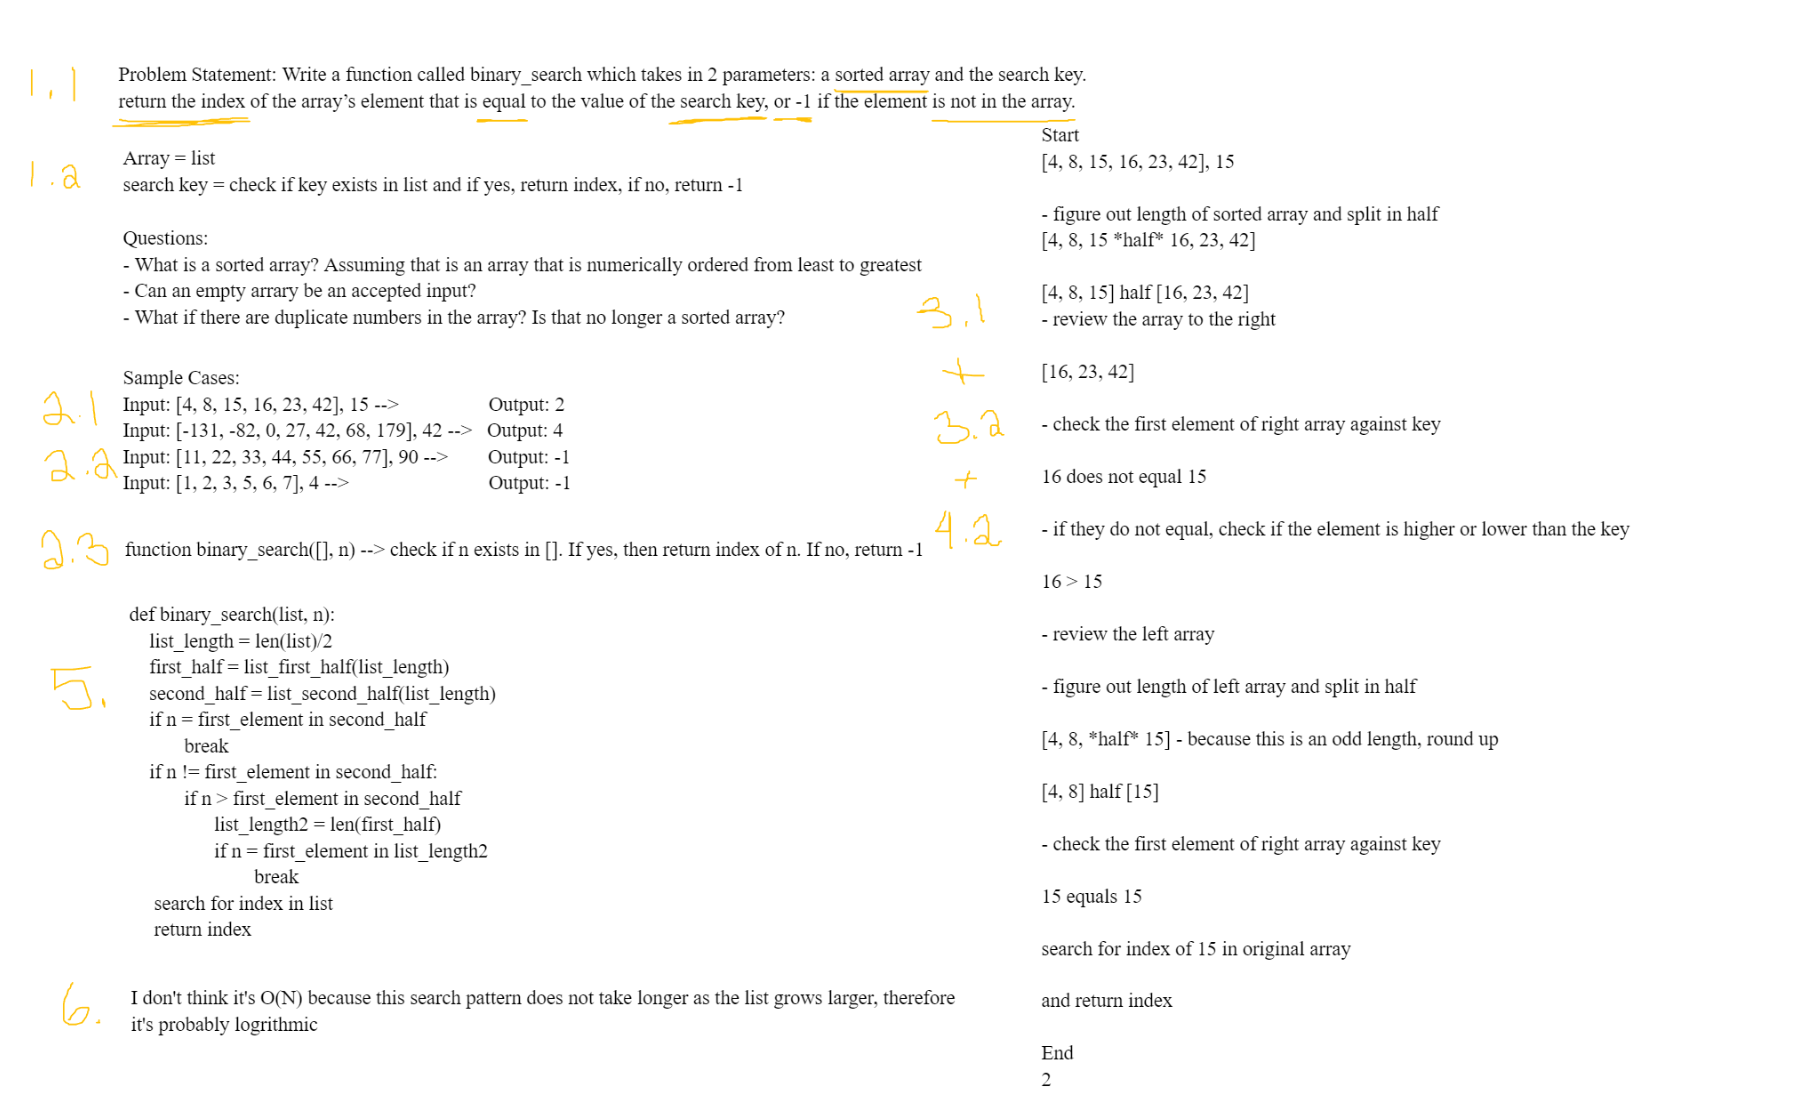 1.1
Problem Statement: Write a function called binary_search which takes in 2 parameters: a sorted array and the search key.
return the index of the array’s element that is equal to the value of the search key, or -1 if the element is not in the array.
1.2
Array = list
search key = check if key exists in list and if yes, return index, if no, return -1
Questions:
- What is a sorted array? Assuming that is an array that is numerically ordered from least to greatest
- Can an empty arrary be an accepted input?
- What if there are duplicate numbers in the array? Is that no longer a sorted array?
Sample Cases:
2.1
Input: [4, 8, 15, 16, 23, 42], 15 --> Output: 2
Input: [-131, -82, 0, 27, 42, 68, 179], 42 --> Output: 4
2.2
Input: [11, 22, 33, 44, 55, 66, 77], 90 --> Output: -1
Input: [1, 2, 3, 5, 6, 7], 4 --> Output: -1
2.3
function binary_search([], n) --> check if n exists in []. If yes, then return index of n. If no, return -1
def binary_search(list, n):
list_length = len(list)/2
first_half = list_first_half(list_length)
5.
second_half = list_second_half(list_length)
if n = first_element in second_half
break
if n != first_element in second_half:
if n > first_element in second_half
list_length2 = len(first_half)
if n = first_element in list_length2
break
search for index in list
return index
6.
I don't think it's O(N) because this search pattern does not take longer as the list grows larger, therefore
it's probably logrithmic
3.1
+
3.2
+
4.2
Start
[4, 8, 15, 16, 23, 42], 15
- figure out length of sorted array and split in half
[4, 8, 15 *half* 16, 23, 42]
[4, 8, 15] half [16, 23, 42]
- review the array to the right
[16, 23, 42]
- check the first element of right array against key
16 does not equal 15
- if they do not equal, check if the element is higher or lower than the key
16 > 15
- review the left array
- figure out length of left array and split in half
[4, 8, *half* 15] - because this is an odd length, round up
[4, 8] half [15]
- check the first element of right array against key
15 equals 15
search for index of 15 in original array
and return index
End
2